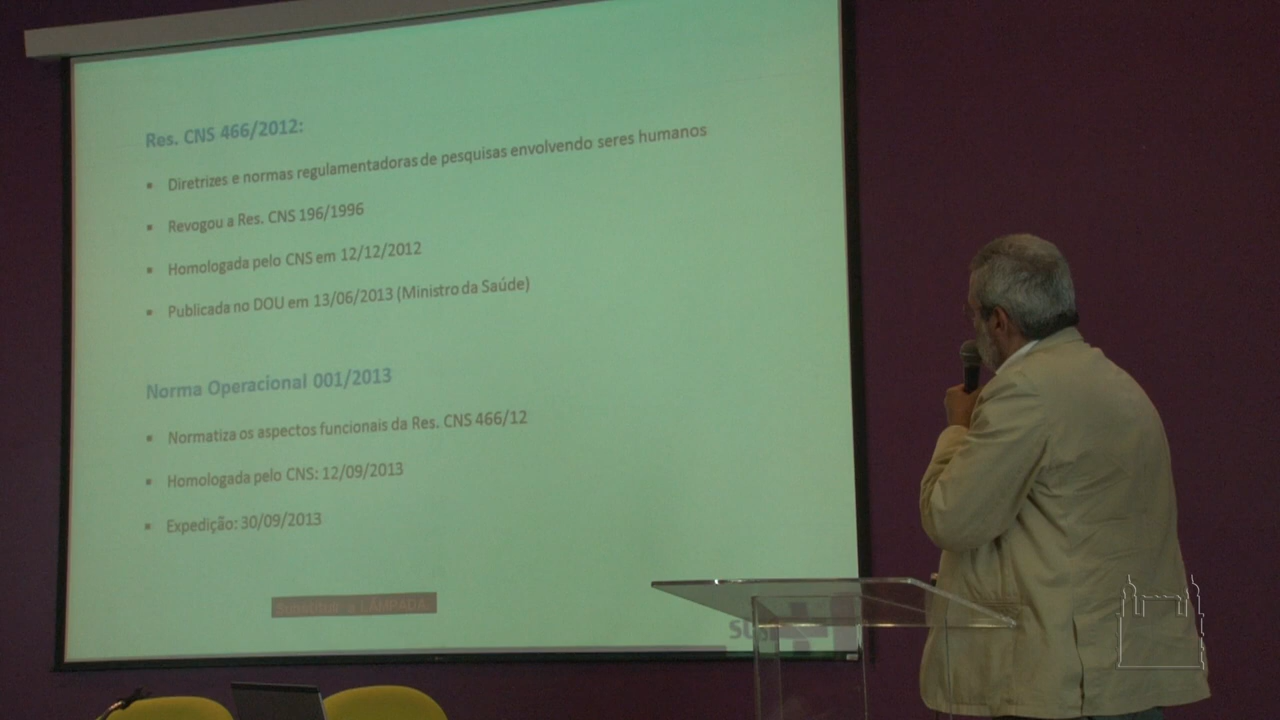 Res. CNS 466/2012:
▪ Diretrizes e normas regulamentadoras de pesquisas envolvendo seres humanos
▪ Revogou a Res. CNS 196/1996
▪ Homologada pelo CNS em 12/12/2012
▪ Publicada no DOU em 13/06/2013 (Ministro da Saúde)
Norma Operacional 001/2013
▪ Normatiza os aspectos funcionais da Res. CNS 466/12
▪ Homologada pelo CNS: 12/09/2013
▪ Expedição: 30/09/2013
Substituir a LÂMPADA.
SUS